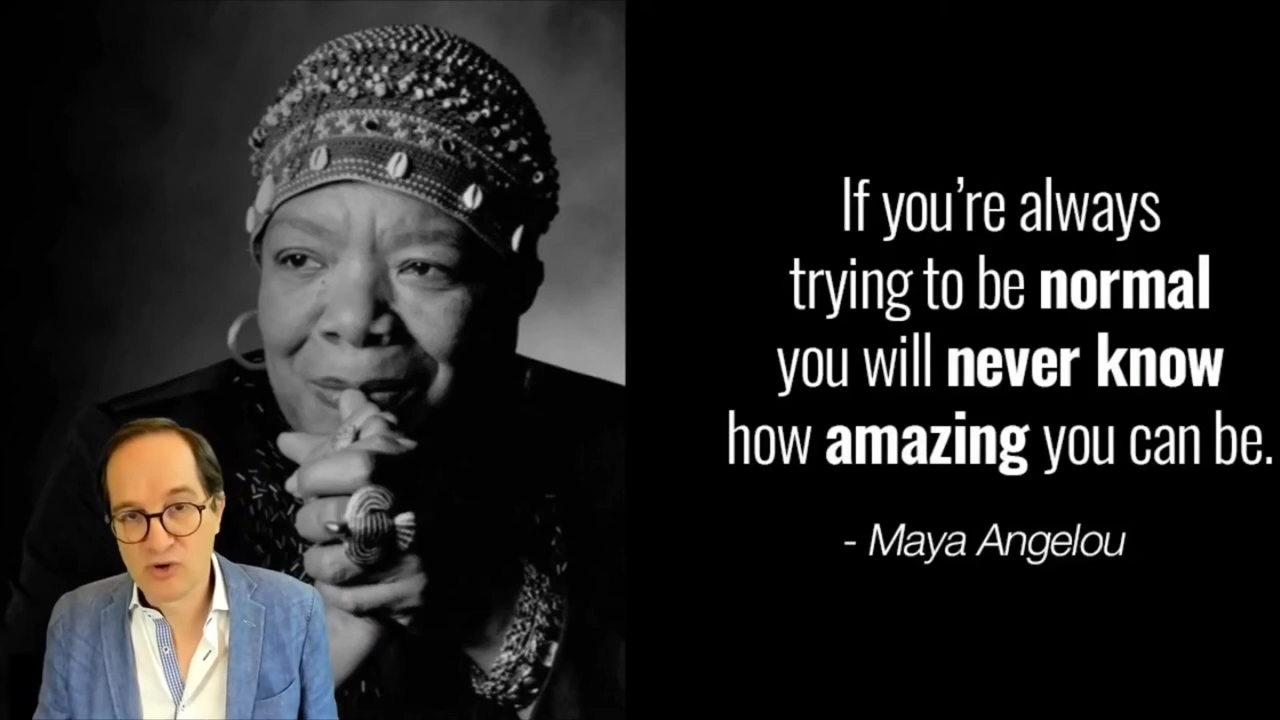 If you’re always
trying to be normal
you will never know
how amazing you can be.
- Maya Angelou